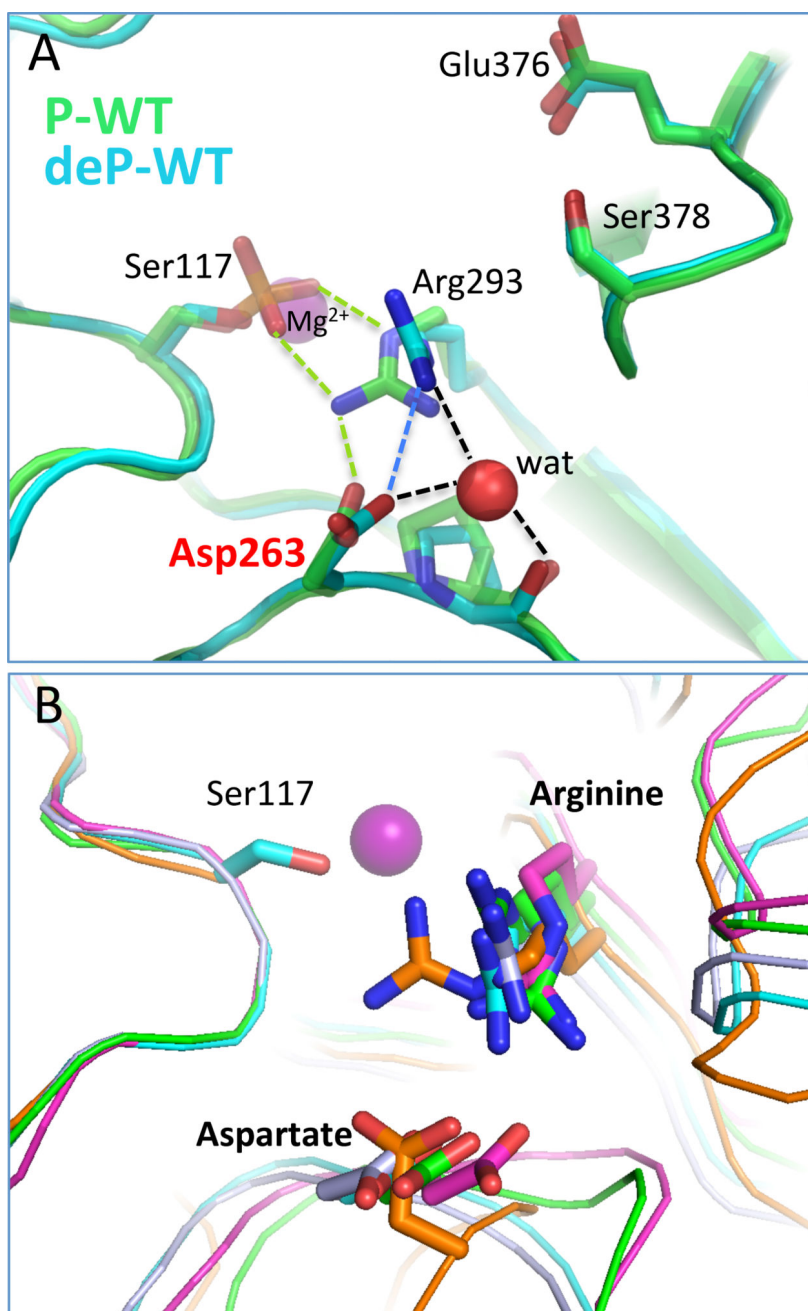 A
P-WT
deP-WT
Glu376
Ser378
Ser117
Mg²⁺
Arg293
wat
Asp263
B
Ser117
Arginine
Aspartate